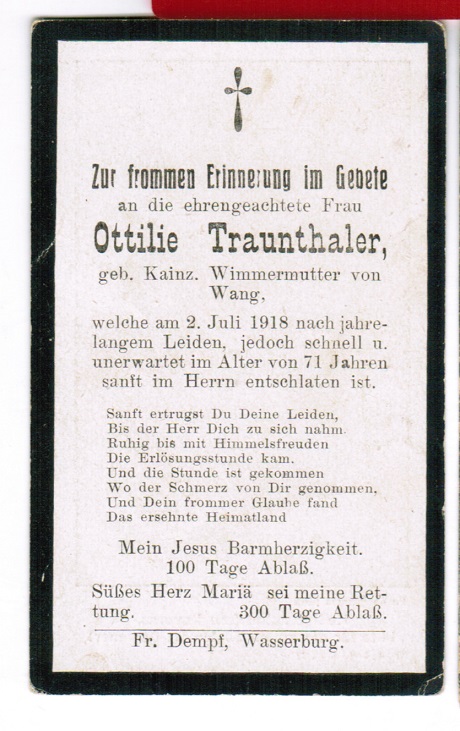 Zur frommen Erinnerung im Gebete
an die ehrengeachtete Frau
Ottilie Traunthaler,
geb. Kainz. Wimmermutter von
Wang,
welche am 2. Juli 1918 nach jahre-
langem Leiden, jedoch schnell u.
unerwartet im Alter von 71 Jahren
sanft im Herrn entschlaten ist.
Sanft ertrugst Du Deine Leiden,
Bis der Herr Dich zu sich nahm.
Ruhig bis mit Himmelsfreuden
Die Erlösungsstunde kam.
Und die Stunde ist gekommen
Wo der Schmerz von Dir genommen,
Und Dein frommer Glaube fand
Das ersehnte Heimatland
Mein Jesus Barmherzigkeit.
100 Tage Ablaß.
Süßes Herz Mariä sei meine Ret-
tung. 300 Tage Ablaß.
Fr. Dempf, Wasserburg.